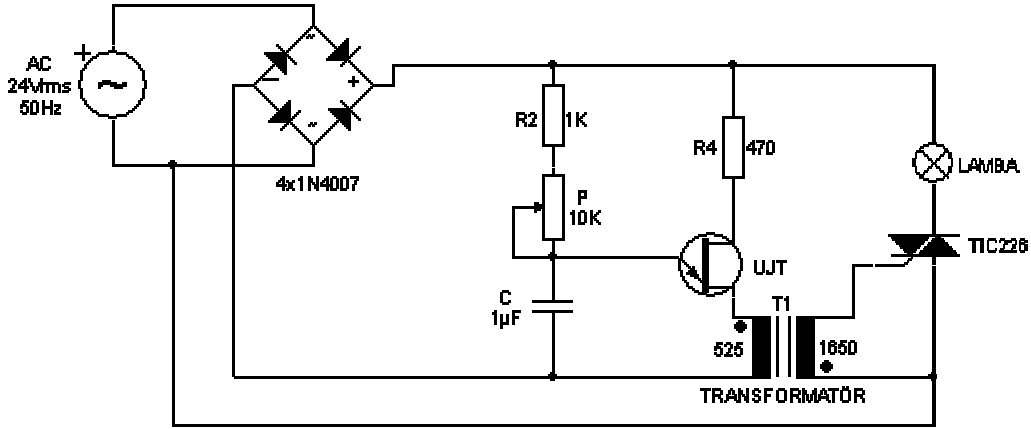 AC
24Vrms
50Hz
+
~
-
+
~
4x1N4007
R2 1K
P
10K
C
1µF
R4 470
UJT
LAMBA
TIC226
T1
525 1650
TRANSFORMATÖR